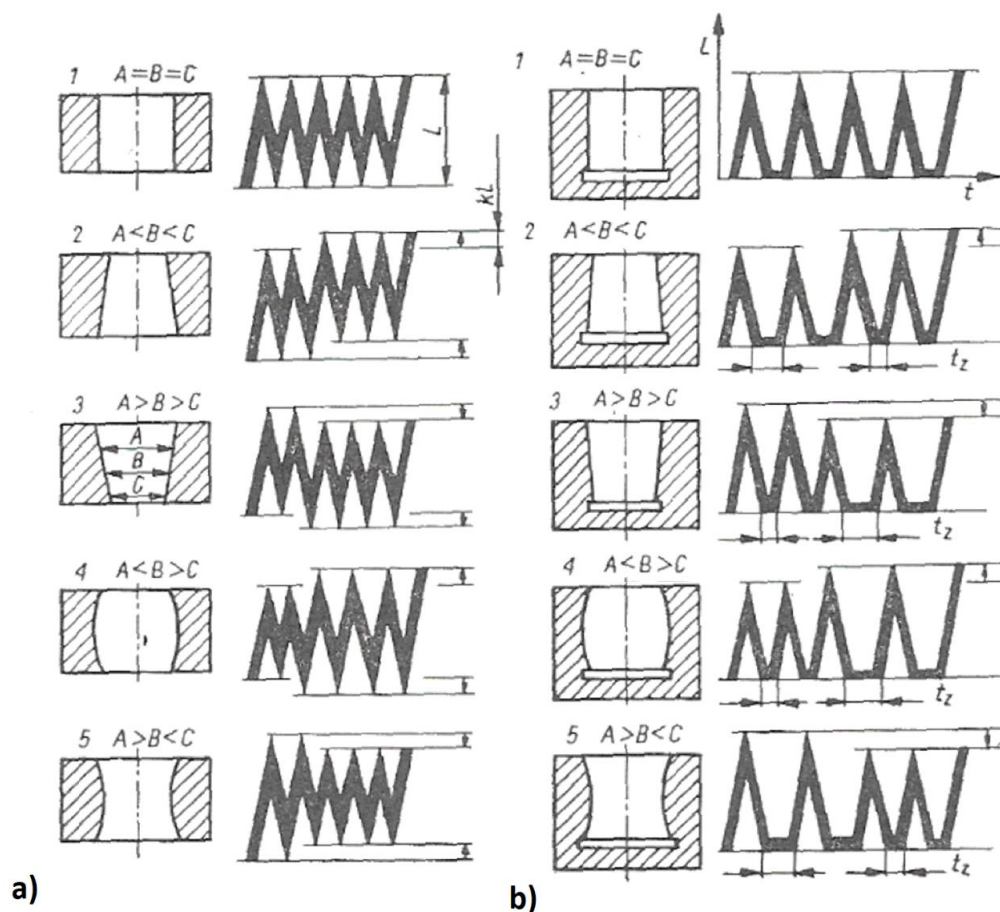 1 A=B=C
L
kL
2 A<B<C
3 A>B>C
A
B
C
4 A<B>C
5 A>B<C
a)
1 A=B=C
L
t
2 A<B<C
tz
3 A>B>C
tz
4 A<B>C
tz
5 A>B<C
tz
b)